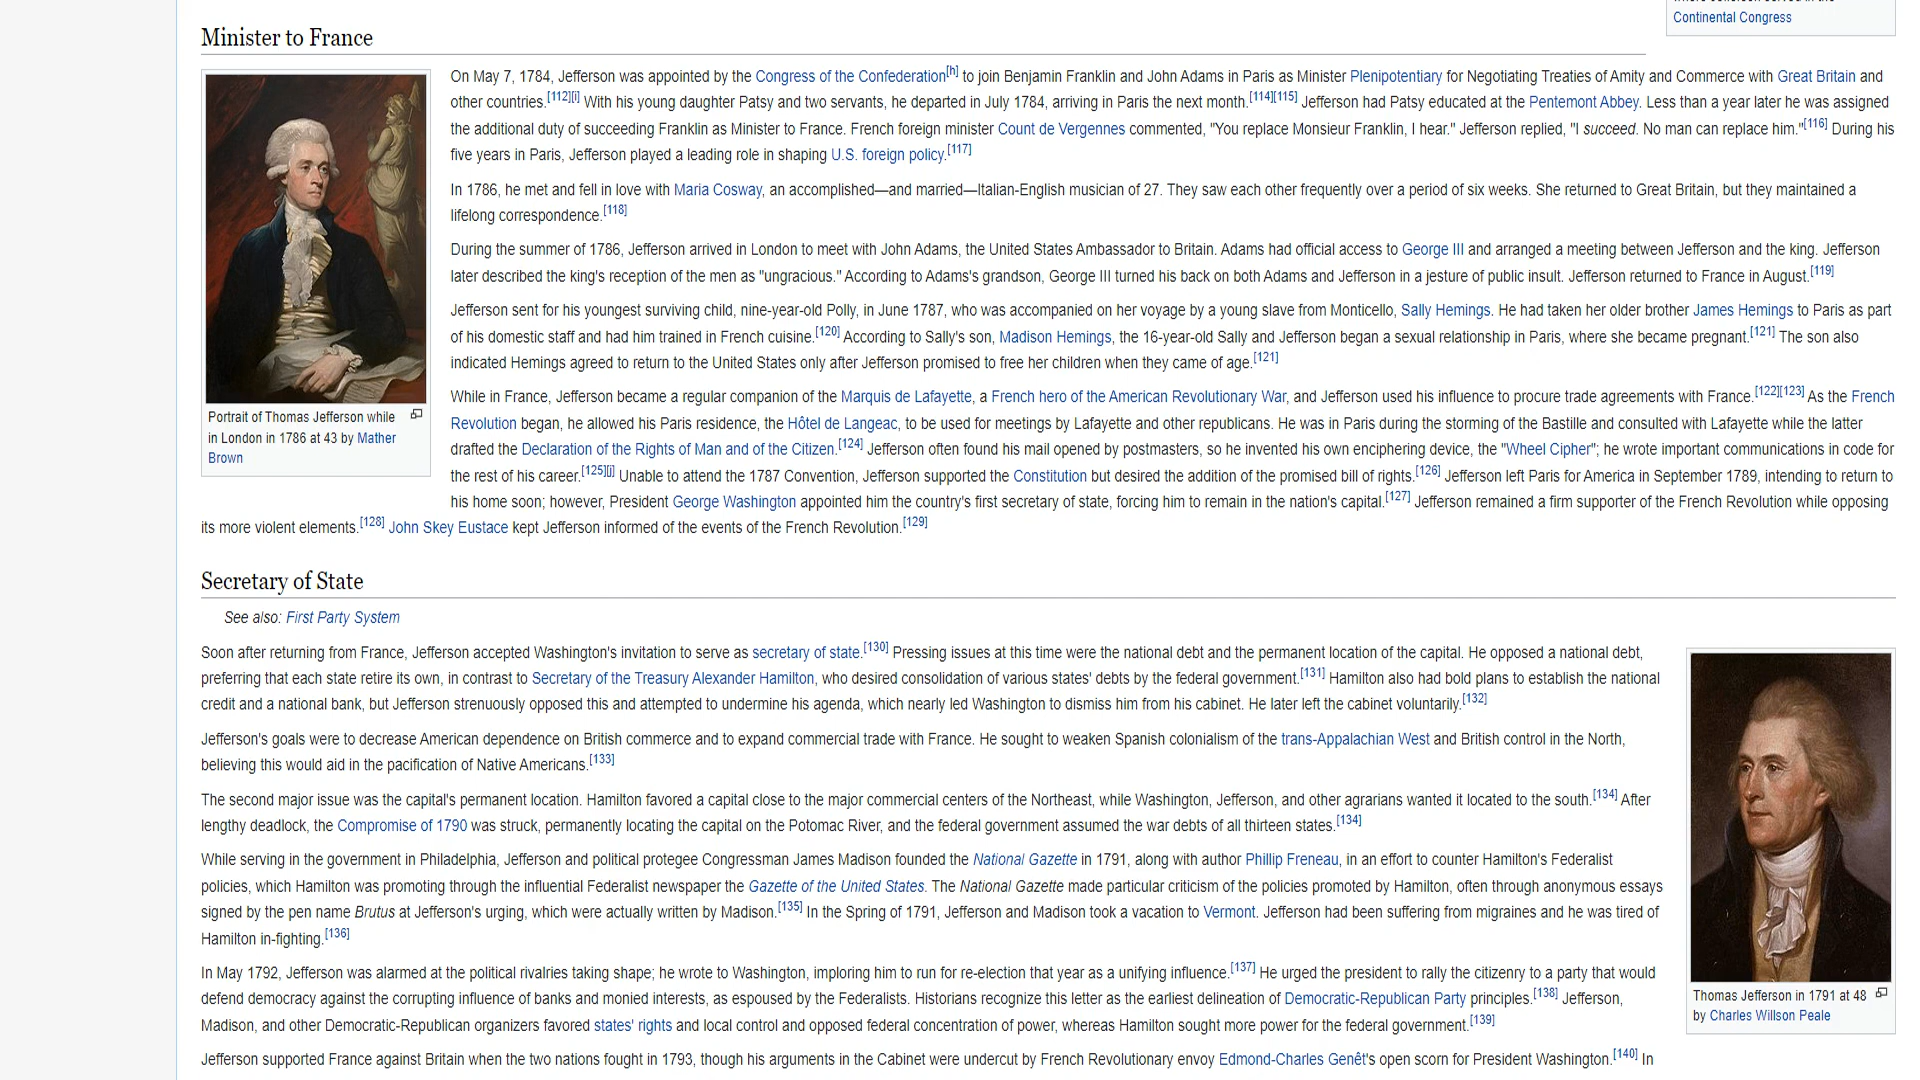 Continental Congress
Minister to France
On May 7, 1784, Jefferson was appointed by the Congress of the Confederation[h] to join Benjamin Franklin and John Adams in Paris as Minister Plenipotentiary for Negotiating Treaties of Amity and Commerce with Great Britain and
other countries.[112][i] With his young daughter Patsy and two servants, he departed in July 1784, arriving in Paris the next month.[114][115] Jefferson had Patsy educated at the Pentemont Abbey. Less than a year later he was assigned
the additional duty of succeeding Franklin as Minister to France. French foreign minister Count de Vergennes commented, "You replace Monsieur Franklin, I hear." Jefferson replied, "I succeed. No man can replace him."[116] During his
five years in Paris, Jefferson played a leading role in shaping U.S. foreign policy.[117]
In 1786, he met and fell in love with Maria Cosway, an accomplished—and married—Italian-English musician of 27. They saw each other frequently over a period of six weeks. She returned to Great Britain, but they maintained a
lifelong correspondence.[118]
During the summer of 1786, Jefferson arrived in London to meet with John Adams, the United States Ambassador to Britain. Adams had official access to George III and arranged a meeting between Jefferson and the king. Jefferson
later described the king's reception of the men as "ungracious." According to Adams's grandson, George III turned his back on both Adams and Jefferson in a jesture of public insult. Jefferson returned to France in August.[119]
Jefferson sent for his youngest surviving child, nine-year-old Polly, in June 1787, who was accompanied on her voyage by a young slave from Monticello, Sally Hemings. He had taken her older brother James Hemings to Paris as part
of his domestic staff and had him trained in French cuisine.[120] According to Sally's son, Madison Hemings, the 16-year-old Sally and Jefferson began a sexual relationship in Paris, where she became pregnant.[121] The son also
indicated Hemings agreed to return to the United States only after Jefferson promised to free her children when they came of age.[121]
While in France, Jefferson became a regular companion of the Marquis de Lafayette, a French hero of the American Revolutionary War, and Jefferson used his influence to procure trade agreements with France.[122][123] As the French
Revolution began, he allowed his Paris residence, the Hôtel de Langeac, to be used for meetings by Lafayette and other republicans. He was in Paris during the storming of the Bastille and consulted with Lafayette while the latter
drafted the Declaration of the Rights of Man and of the Citizen.[124] Jefferson often found his mail opened by postmasters, so he invented his own enciphering device, the "Wheel Cipher"; he wrote important communications in code for
the rest of his career.[125][j] Unable to attend the 1787 Convention, Jefferson supported the Constitution but desired the addition of the promised bill of rights.[126] Jefferson left Paris for America in September 1789, intending to return to
his home soon; however, President George Washington appointed him the country's first secretary of state, forcing him to remain in the nation's capital.[127] Jefferson remained a firm supporter of the French Revolution while opposing
its more violent elements.[128] John Skey Eustace kept Jefferson informed of the events of the French Revolution.[129]
Portrait of Thomas Jefferson while
in London in 1786 at 43 by Mather
Brown
Secretary of State
See also: First Party System
Soon after returning from France, Jefferson accepted Washington's invitation to serve as secretary of state.[130] Pressing issues at this time were the national debt and the permanent location of the capital. He opposed a national debt,
preferring that each state retire its own, in contrast to Secretary of the Treasury Alexander Hamilton, who desired consolidation of various states' debts by the federal government.[131] Hamilton also had bold plans to establish the national
credit and a national bank, but Jefferson strenuously opposed this and attempted to undermine his agenda, which nearly led Washington to dismiss him from his cabinet. He later left the cabinet voluntarily.[132]
Jefferson's goals were to decrease American dependence on British commerce and to expand commercial trade with France. He sought to weaken Spanish colonialism of the trans-Appalachian West and British control in the North,
believing this would aid in the pacification of Native Americans.[133]
The second major issue was the capital's permanent location. Hamilton favored a capital close to the major commercial centers of the Northeast, while Washington, Jefferson, and other agrarians wanted it located to the south.[134] After
lengthy deadlock, the Compromise of 1790 was struck, permanently locating the capital on the Potomac River, and the federal government assumed the war debts of all thirteen states.[134]
While serving in the government in Philadelphia, Jefferson and political protegee Congressman James Madison founded the National Gazette in 1791, along with author Phillip Freneau, in an effort to counter Hamilton's Federalist
policies, which Hamilton was promoting through the influential Federalist newspaper the Gazette of the United States. The National Gazette made particular criticism of the policies promoted by Hamilton, often through anonymous essays
signed by the pen name Brutus at Jefferson's urging, which were actually written by Madison.[135] In the Spring of 1791, Jefferson and Madison took a vacation to Vermont. Jefferson had been suffering from migraines and he was tired of
Hamilton in-fighting.[136]
In May 1792, Jefferson was alarmed at the political rivalries taking shape; he wrote to Washington, imploring him to run for re-election that year as a unifying influence.[137] He urged the president to rally the citizenry to a party that would
defend democracy against the corrupting influence of banks and monied interests, as espoused by the Federalists. Historians recognize this letter as the earliest delineation of Democratic-Republican Party principles.[138] Jefferson,
Madison, and other Democratic-Republican organizers favored states' rights and local control and opposed federal concentration of power, whereas Hamilton sought more power for the federal government.[139]
Jefferson supported France against Britain when the two nations fought in 1793, though his arguments in the Cabinet were undercut by French Revolutionary envoy Edmond-Charles Genêt's open scorn for President Washington.[140] In
Thomas Jefferson in 1791 at 48
by Charles Willson Peale